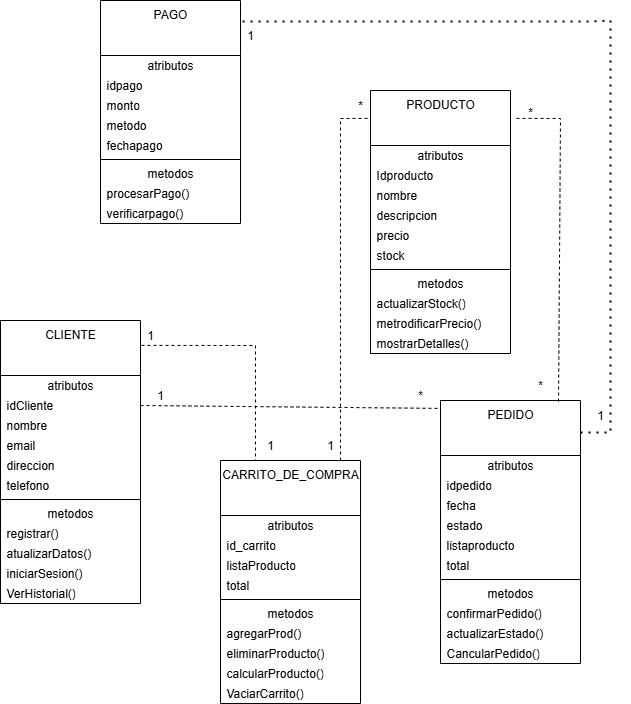 PAGO
1
atributos
idpago
monto
metodo
fechapago
metodos
procesarPago()
verificarpago()
*
PRODUCTO
*
atributos
Idproducto
nombre
descripcion
precio
stock
metodos
actualizarStock()
metrodificarPrecio()
mostrarDetalles()
CLIENTE
1
atributos
idCliente
nombre
email
direccion
telefono
metodos
registrar()
atualizarDatos()
iniciarSesion()
VerHistorial()
1
*
*
1
1
1
CARRITO_DE_COMPRA
atributos
id_carrito
listaProducto
total
metodos
agregarProd()
eliminarProducto()
calcularProducto()
VaciarCarrito()
PEDIDO
atributos
idpedido
fecha
estado
listaproducto
total
metodos
confirmarPedido()
actualizarEstado()
CancularPedido()